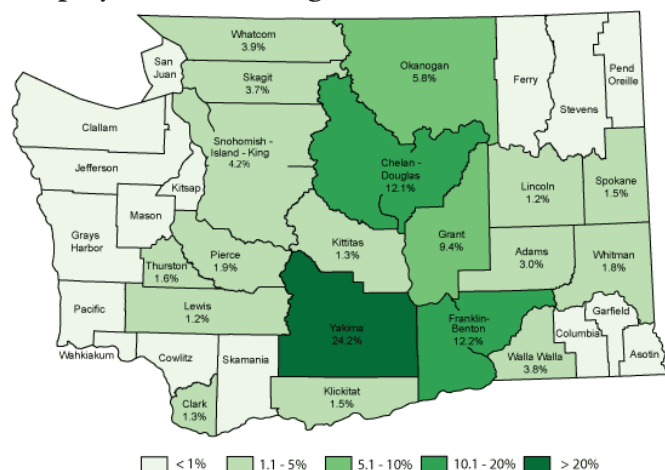 Whatcom
3.9%
San
Juan
Skagit
3.7%
Okanogan
5.8%
Ferry
Stevens
Pend
Oreille
Clallam
Snohomish -
Island - King
4.2%
Chelan -
Douglas
12.1%
Jefferson
Kitsap
Lincoln
1.2%
Spokane
1.5%
Mason
Grays
Harbor
Kittitas
1.3%
Grant
9.4%
Pierce
1.9%
Adams
3.0%
Whitman
1.8%
Thurston
1.6%
Pacific
Lewis
1.2%
Yakima
24.2%
Franklin-
Benton
12.2%
Garfield
Columbia
Wahkiakum
Cowlitz
Skamania
Walla Walla
3.8%
Asotin
Klickitat
1.5%
Clark
1.3%
< 1%
1.1 - 5%
5.1 - 10%
10.1 - 20%
> 20%